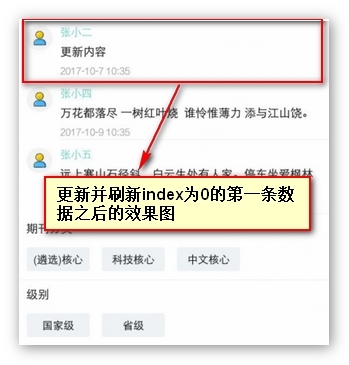 张小二
更新内容
2017-10-7 10:35
张小四
万花都落尽 一树红叶烧 谁怜惟薄力 添与江山饶。
2017-10-7 10:35
张小五
远上寒山石径斜，白云生处有人家。停车坐爱枫林
更新并刷新index为0的第一条数
据之后的效果图
(遴选)核心
科技核心
中文核心
级别
国家级
省级